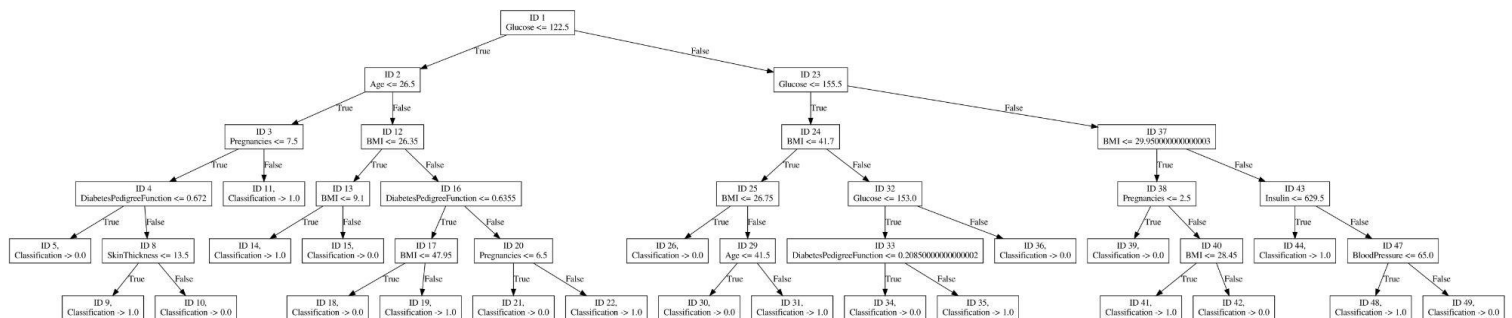 ID 1
Glucose <= 122.5
True
False
ID 2
Age <= 26.5
ID 23
Glucose <= 155.5
True
False
True
False
ID 3
Pregnancies <= 7.5
ID 12
BMI <= 26.35
ID 24
BMI <= 41.7
ID 37
BMI <= 29.950000000000003
True
False
True
False
True
False
True
False
ID 4
DiabetesPedigreeFunction <= 0.672
ID 11,
Classification -> 1.0
ID 13
BMI <= 9.1
ID 16
DiabetesPedigreeFunction <= 0.6355
ID 25
BMI <= 26.75
ID 32
Glucose <= 153.0
ID 38
Pregnancies <= 2.5
ID 43
Insulin <= 629.5
True
False
True
False
True
False
True
False
True
False
True
False
True
False
ID 5,
Classification -> 0.0
ID 8
SkinThickness <= 13.5
ID 14,
Classification -> 1.0
ID 15,
Classification -> 0.0
ID 17
BMI <= 47.95
ID 20
Pregnancies <= 6.5
ID 26,
Classification -> 0.0
ID 29
Age <= 41.5
ID 33
DiabetesPedigreeFunction <= 0.20850000000000002
ID 36,
Classification -> 0.0
ID 39,
Classification -> 0.0
ID 40
BMI <= 28.45
ID 44,
Classification -> 1.0
ID 47
BloodPressure <= 65.0
True
False
True
False
True
False
True
False
True
False
True
False
True
False
ID 9,
Classification -> 1.0
ID 10,
Classification -> 0.0
ID 18,
Classification -> 0.0
ID 19,
Classification -> 1.0
ID 21,
Classification -> 0.0
ID 22,
Classification -> 1.0
ID 30,
Classification -> 0.0
ID 31,
Classification -> 1.0
ID 34,
Classification -> 0.0
ID 35,
Classification -> 1.0
ID 41,
Classification -> 1.0
ID 42,
Classification -> 0.0
ID 48,
Classification -> 1.0
ID 49,
Classification -> 0.0